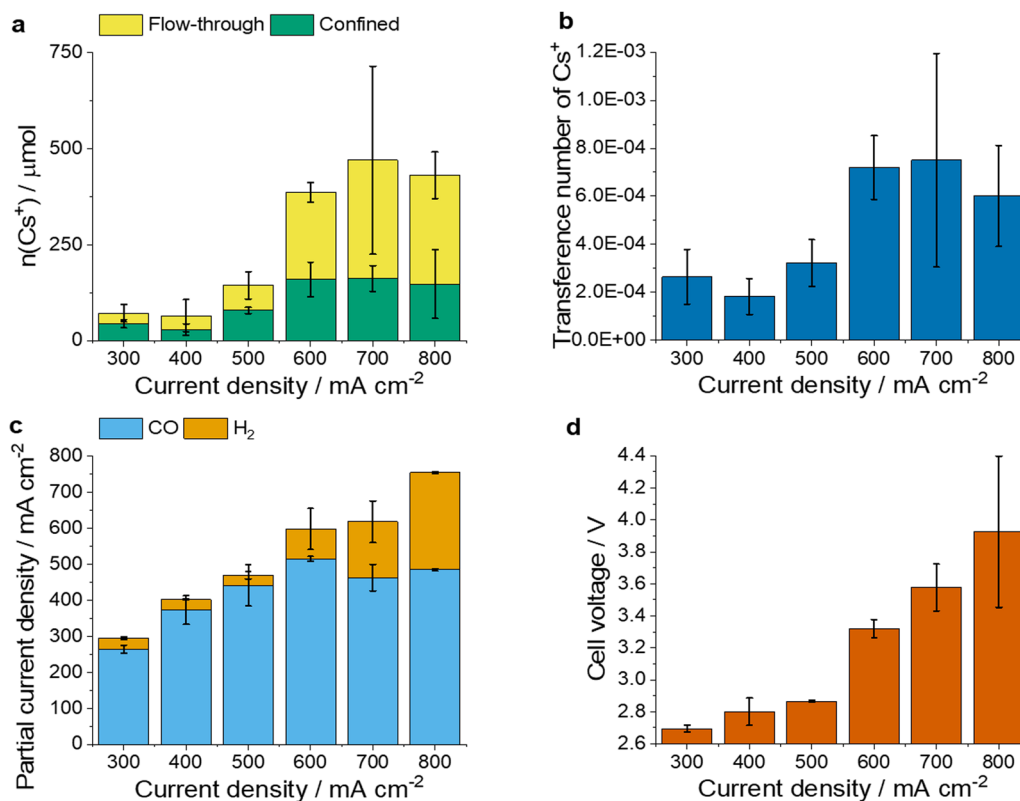 a
Flow-through Confined
750
500
250
0
n(Cs⁺) / μmol
300 400 500 600 700 800
Current density / mA cm⁻²
b
1.2E-03
1.0E-03
8.0E-04
6.0E-04
4.0E-04
2.0E-04
0.0E+00
Transference number of Cs⁺
300 400 500 600 700 800
Current density / mA cm⁻²
c
CO H₂
800
700
600
500
400
300
200
100
0
Partial current density / mA cm⁻²
300 400 500 600 700 800
Current density / mA cm⁻²
d
4.4
4.2
4.0
3.8
3.6
3.4
3.2
3.0
2.8
2.6
Cell voltage / V
300 400 500 600 700 800
Current density / mA cm⁻²